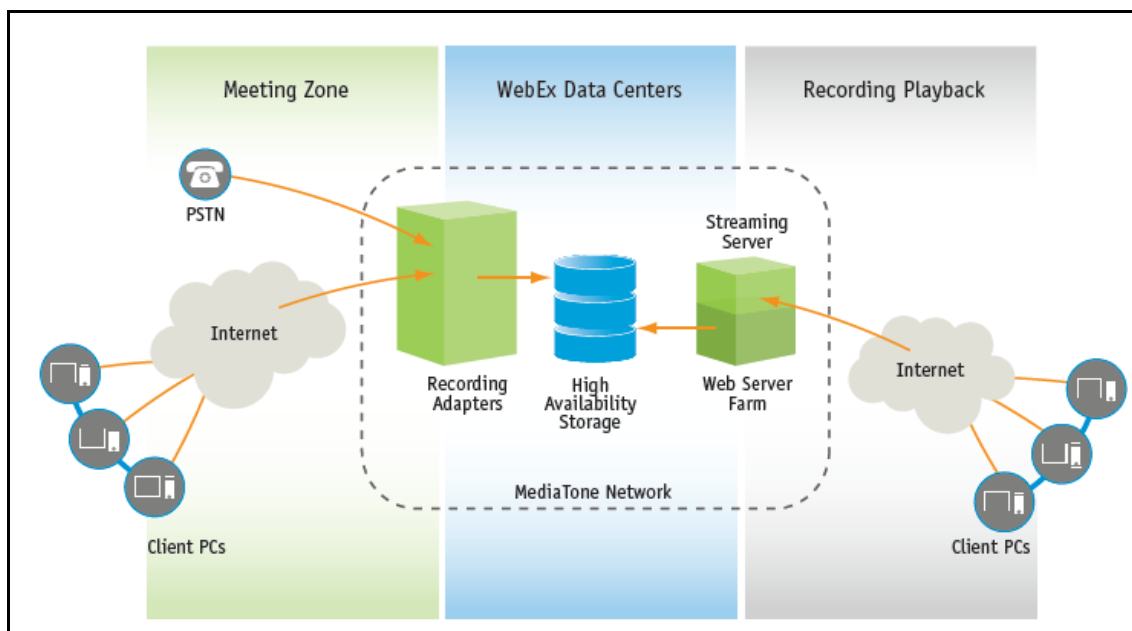 Meeting Zone
WebEx Data Centers
Recording Playback
PSTN
Streaming
Server
Internet
Internet
Recording
Adapters
High
Availability
Storage
Web Server
Farm
MediaTone Network
Client PCs
Client PCs